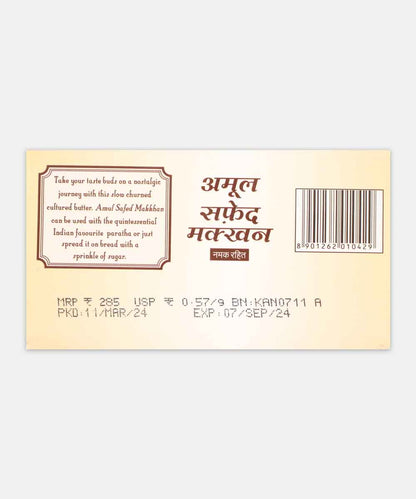 Take your taste buds on a nostalgic
journey with this slow churned
cultured butter. Amul Safed Makkhan
can be used with the quintessential
Indian favourite paratha or just
spread it on bread with a
sprinkle of sugar.
अमूल
सफ़ेद
मक्खन
नमक रहित
8 901262 010429
MRP ₹ 285 USP ₹ 0.57/g BN:KAN0711 A
PKD:11/MAR/24 EXP:07/SEP/24